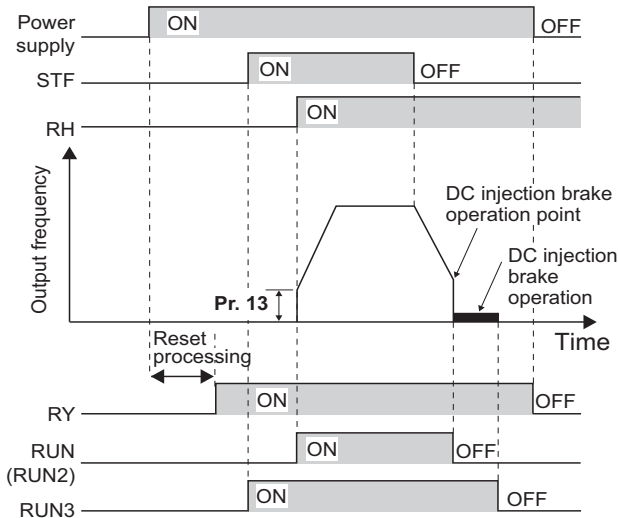 Power
supply
ON
OFF
STF
ON
OFF
RH
ON
Output frequency
DC injection brake
operation point
DC injection
brake
operation
Pr. 13
Time
Reset
processing
RY
ON
OFF
RUN
(RUN2)
ON
OFF
RUN3
ON
OFF